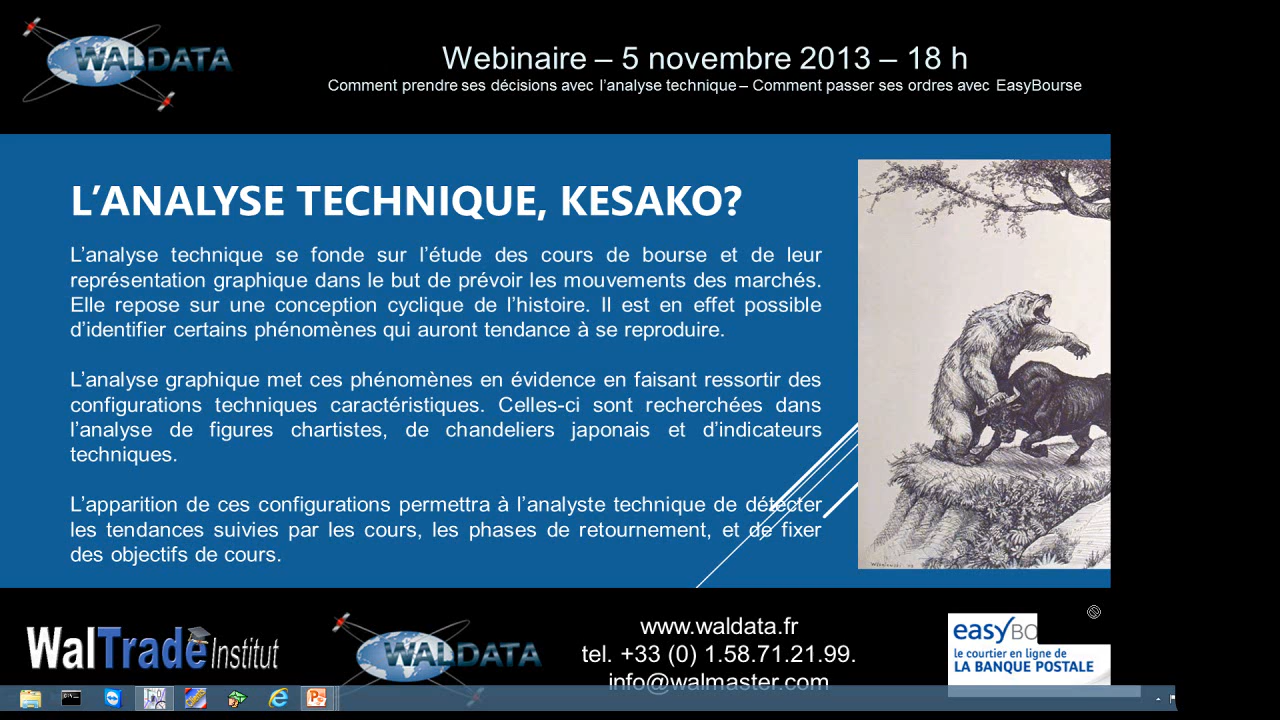 WALDATA
Webinaire – 5 novembre 2013 – 18 h
Comment prendre ses décisions avec l'analyse technique – Comment passer ses ordres avec EasyBourse
L'ANALYSE TECHNIQUE, KESAKO?
L'analyse technique se fonde sur l'étude des cours de bourse et de leur
représentation graphique dans le but de prévoir les mouvements des marchés.
Elle repose sur une conception cyclique de l'histoire. Il est en effet possible
d'identifier certains phénomènes qui auront tendance à se reproduire.
L'analyse graphique met ces phénomènes en évidence en faisant ressortir des
configurations techniques caractéristiques. Celles-ci sont recherchées dans
l'analyse de figures chartistes, de chandeliers japonais et d'indicateurs
techniques.
L'apparition de ces configurations permettra à l'analyste technique de détecter
les tendances suivies par les cours, les phases de retournement, et de fixer
des objectifs de cours.
WalTrade Institut
WALDATA
www.waldata.fr
tel. +33 (0) 1.58.71.21.99.
info@walmaster.com
easyBO
le courtier en ligne de
LA BANQUE POSTALE